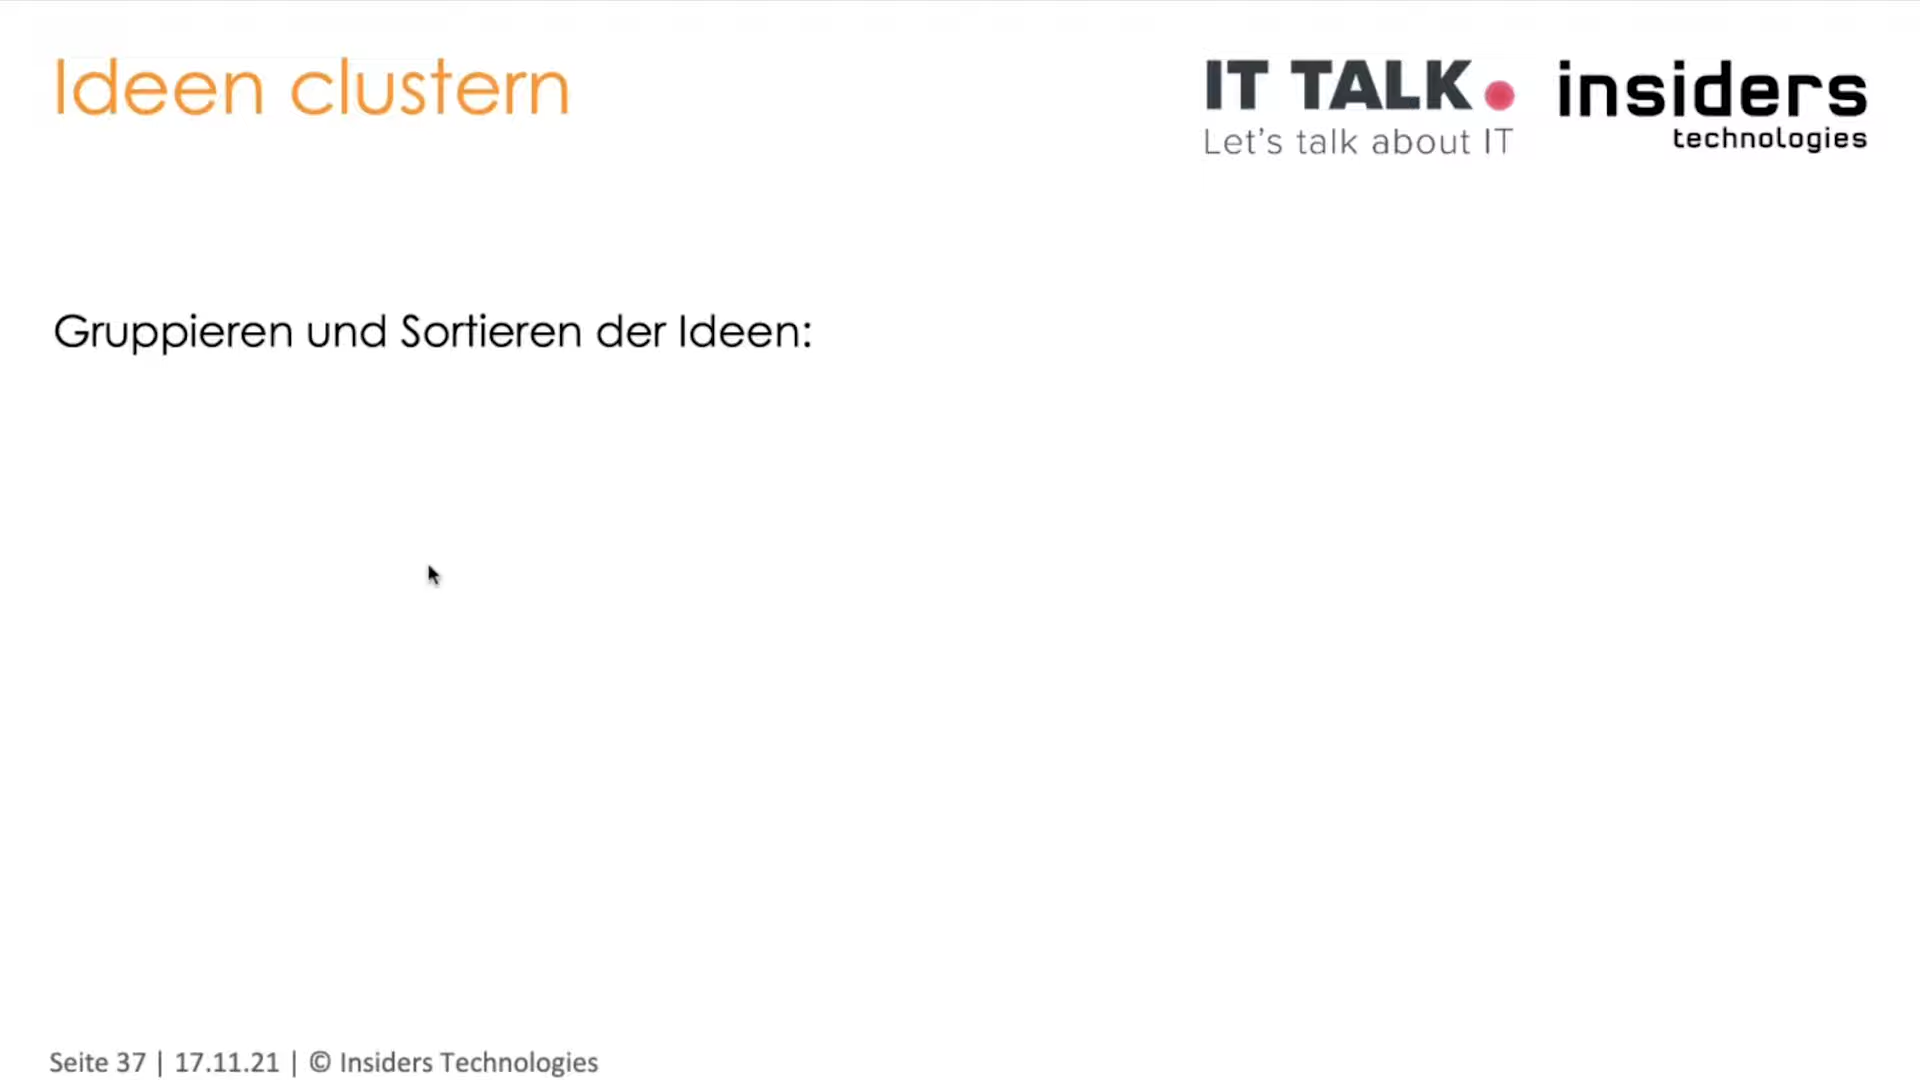 Ideen clustern
IT TALK.
Let's talk about IT
insiders
technologies
Gruppieren und Sortieren der Ideen:
Seite 37 | 17.11.21 | © Insiders Technologies